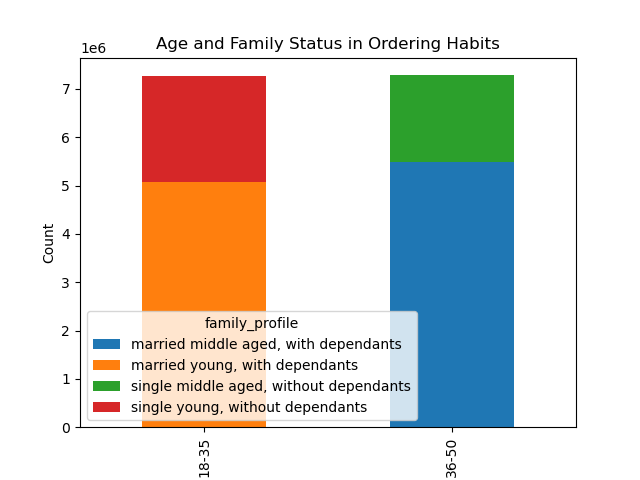 Age and Family Status in Ordering Habits
1e6
7
6
5
4
3
2
1
0
Count
family_profile
married middle aged, with dependants
married young, with dependants
single middle aged, without dependants
single young, without dependants
18-35
36-50